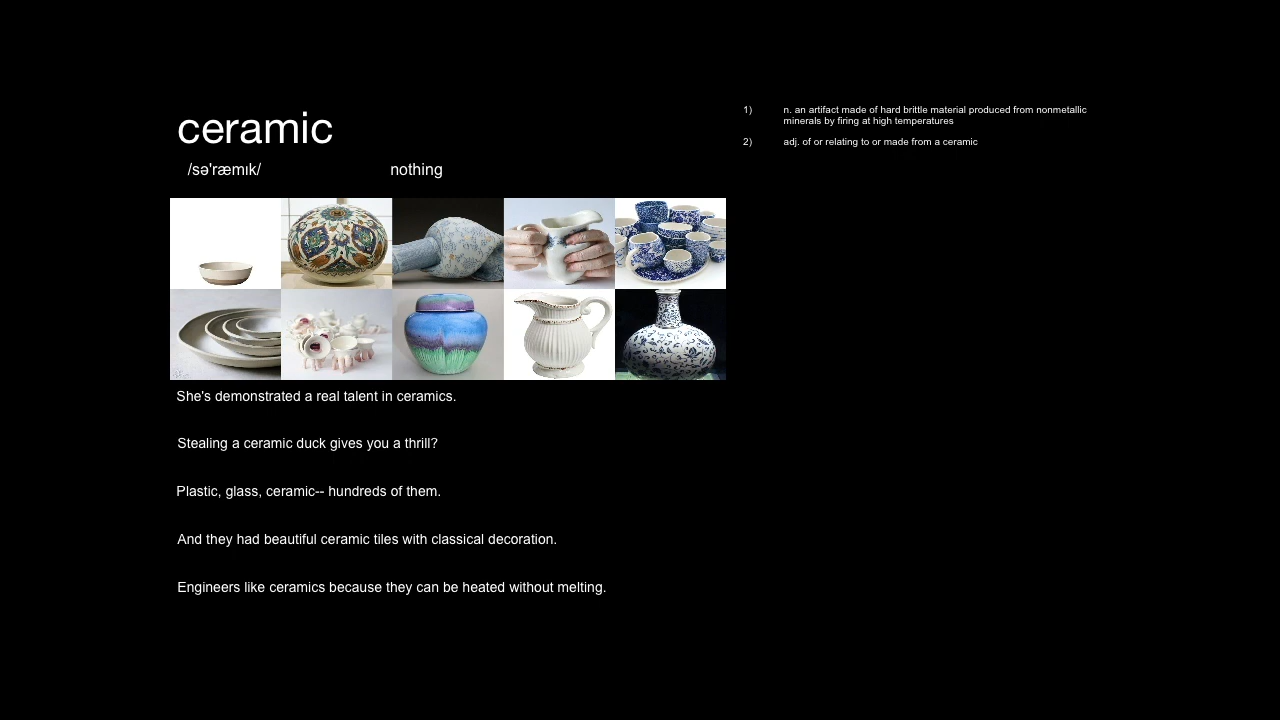 ceramic
/sə'ræmɪk/ nothing
She's demonstrated a real talent in ceramics.
Stealing a ceramic duck gives you a thrill?
Plastic, glass, ceramic-- hundreds of them.
And they had beautiful ceramic tiles with classical decoration.
Engineers like ceramics because they can be heated without melting.
1) n. an artifact made of hard brittle material produced from nonmetallic
minerals by firing at high temperatures
2) adj. of or relating to or made from a ceramic